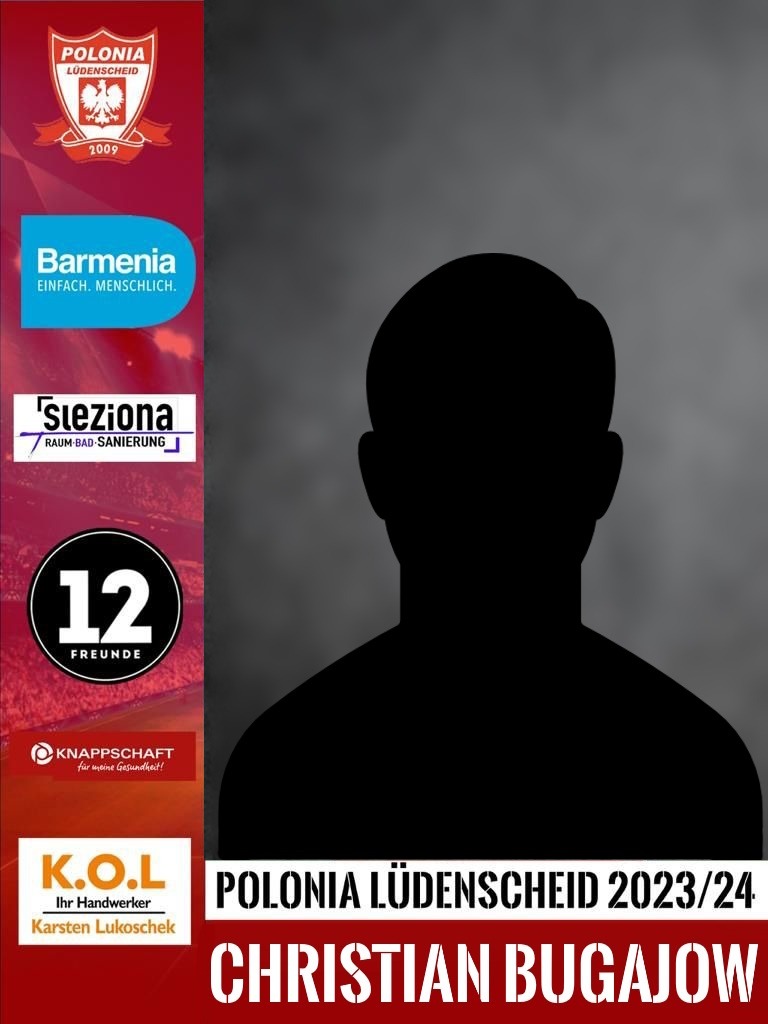 POLONIA
LÜDENSCHEID
2009
Barmenia
EINFACH. MENSCHLICH.
sleziona
RAUM·BAD·SANIERUNG
12
FREUNDE
KNAPPSCHAFT
für meine Gesundheit!
K.O.L
Ihr Handwerker
Karsten Lukoschek
POLONIA LÜDENSCHEID 2023/24
CHRISTIAN BUGAJOW